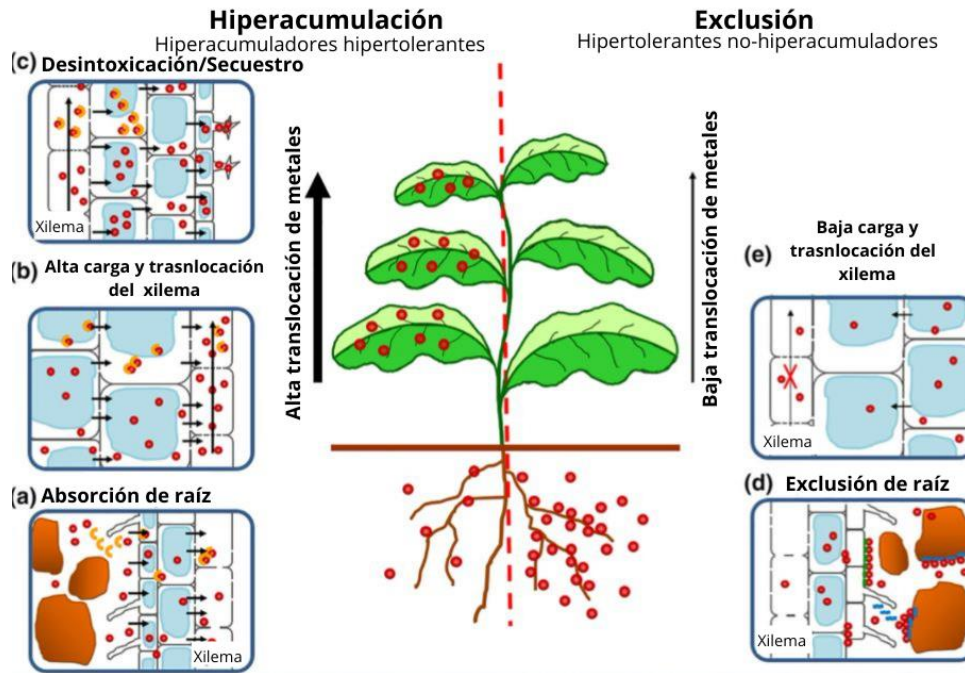 Hiperacumulación
Hiperacumuladores hipertolerantes
Exclusión
Hipertolerantes no-hiperacumuladores
(c) Desintoxicación/Secuestro
Xilema
(b) Alta carga y trasnlocación
del xilema
(a) Absorción de raíz
Xilema
Alta translocación de metales
Baja translocación de metales
Baja carga y
(e) trasnlocación del
xilema
Xilema
(d) Exclusión de raíz
Xilema